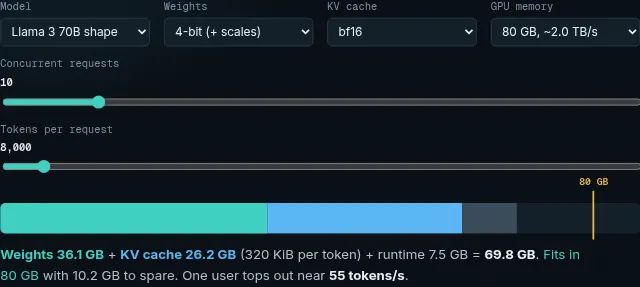 Model Weights KV cache GPU memory
Llama 3 70B shape 4-bit (+ scales) bf16 80 GB, ~2.0 TB/s
Concurrent requests
10
Tokens per request
8,000
80 GB
Weights 36.1 GB + KV cache 26.2 GB (320 KiB per token) + runtime 7.5 GB = 69.8 GB. Fits in
80 GB with 10.2 GB to spare. One user tops out near 55 tokens/s.